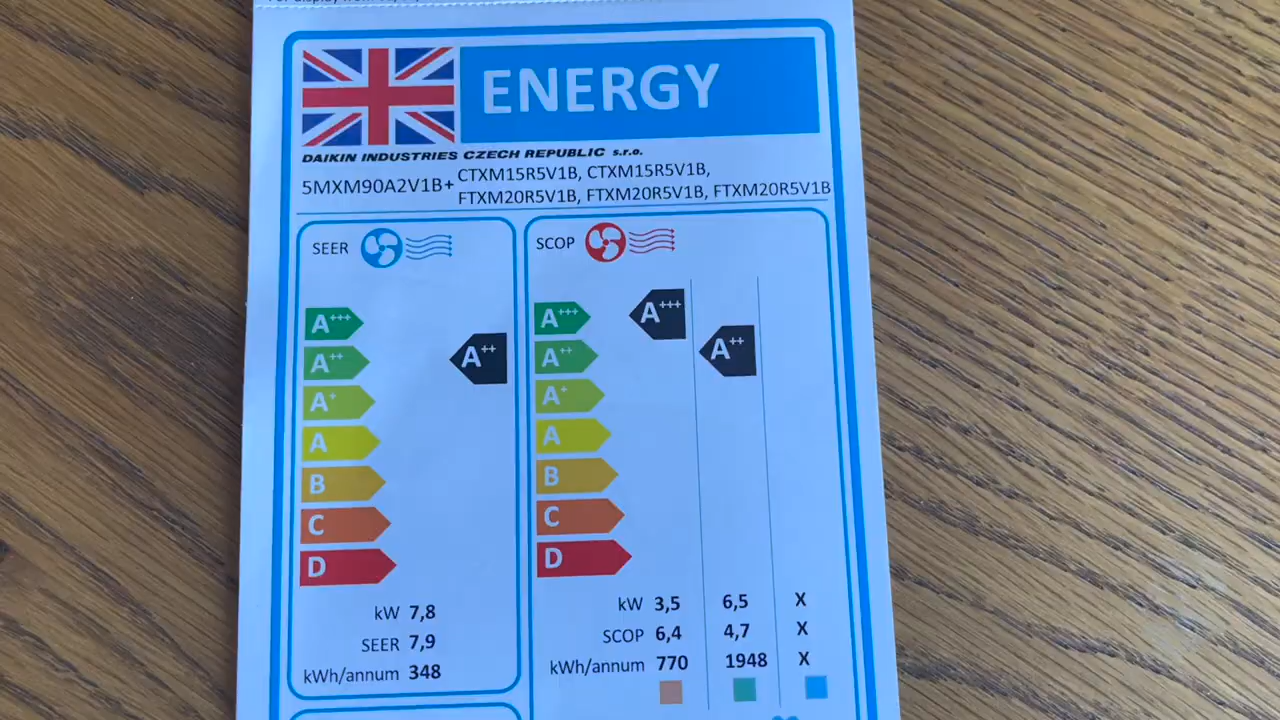 ENERGY
DAIKIN INDUSTRIES CZECH REPUBLIC s.r.o.
5MXM90A2V1B+ CTXM15R5V1B, CTXM15R5V1B,
FTXM20R5V1B, FTXM20R5V1B, FTXM20R5V1B
SEER
A+++
A++
A++
A+
A
B
C
D
kW 7,8
SEER 7,9
kWh/annum 348
SCOP
A+++ A+++
A++ A++
A+
A
B
C
D
kW 3,5 6,5 X
SCOP 6,4 4,7 X
kWh/annum 770 1948 X